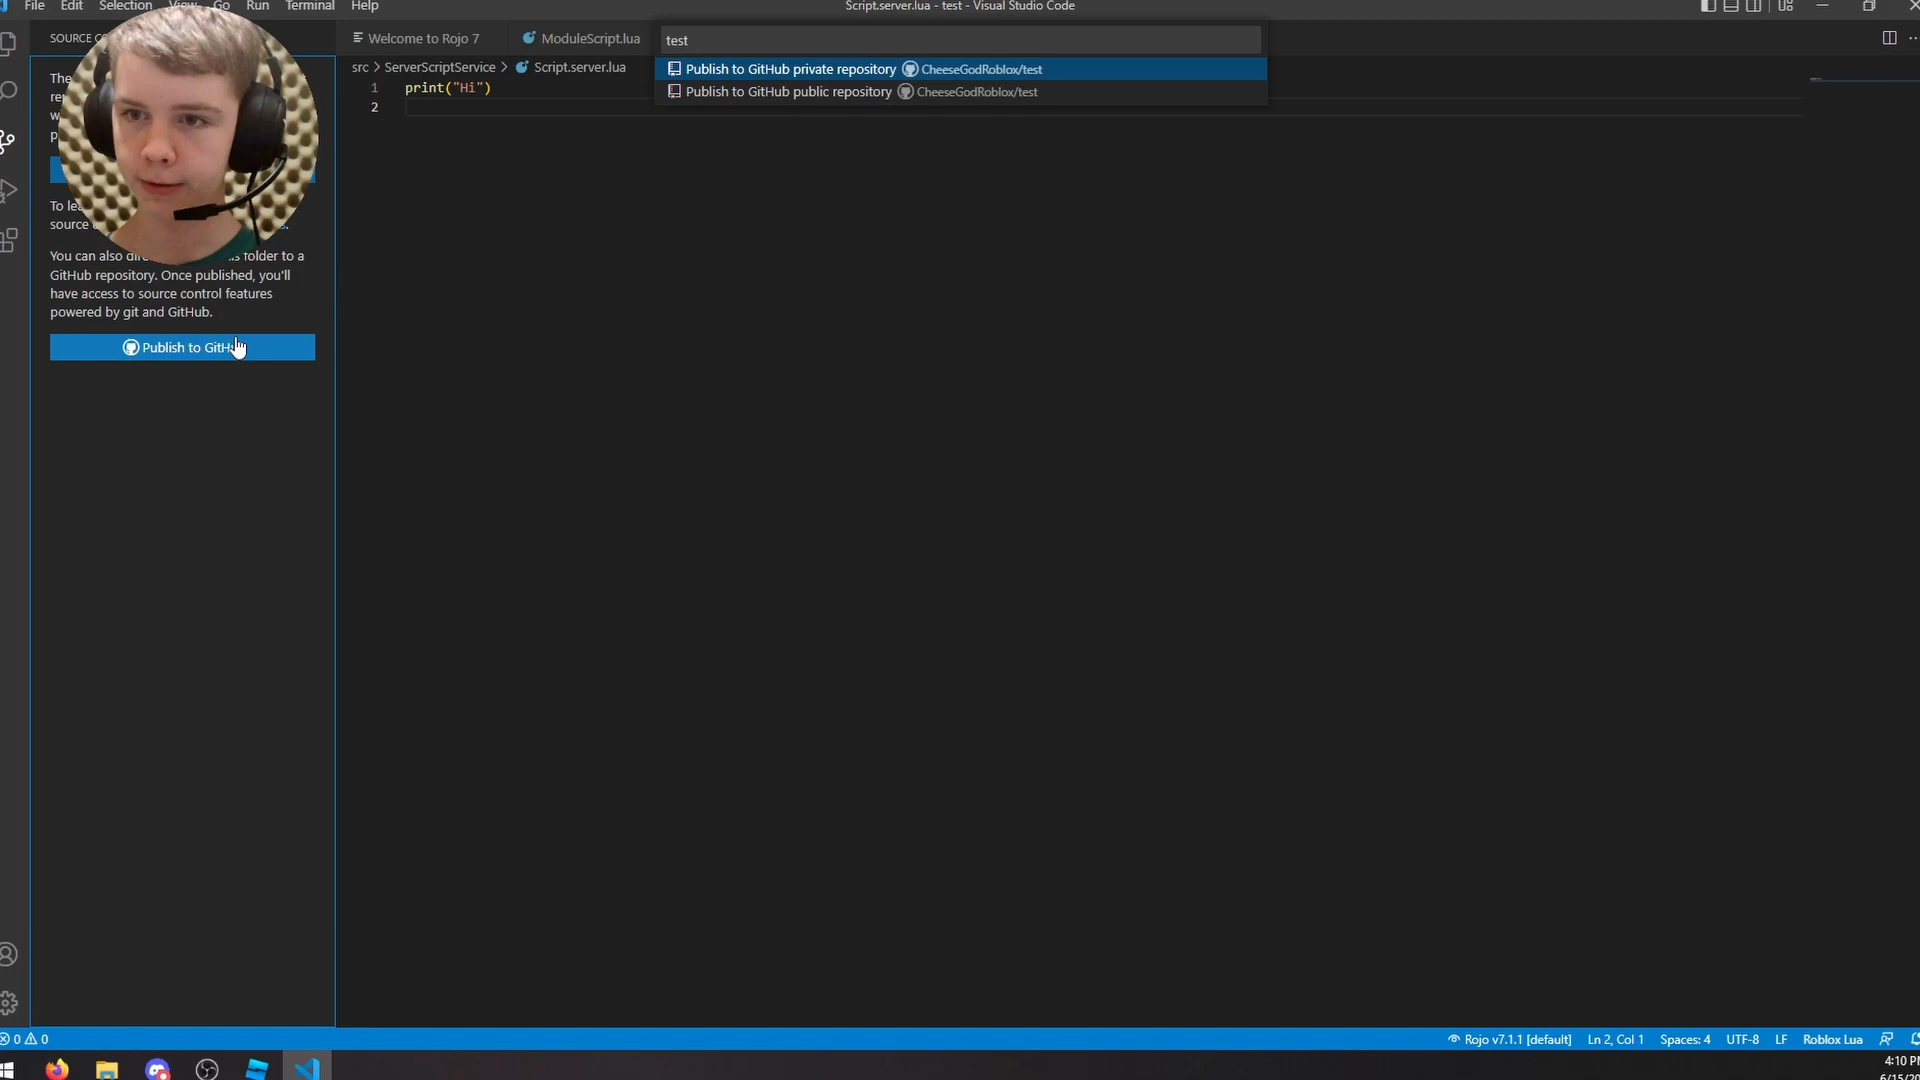 File Edit Selection View Go Run Terminal Help
Script.server.lua - test - Visual Studio Code
SOURCE
Welcome to Rojo 7
ModuleScript.lua
test
src > ServerScriptService > Script.server.lua
Publish to GitHub private repository CheeseGodRoblox/test
Publish to GitHub public repository CheeseGodRoblox/test
1 print("Hi")
2
The
To
source
You can also folder to a
GitHub repository. Once published, you'll
have access to source control features
powered by git and GitHub.
Publish to GitH
0 0
Rojo v7.1.1 [default] Ln 2, Col 1 Spaces: 4 UTF-8 LF Roblox Lua
4:10
6/15/20